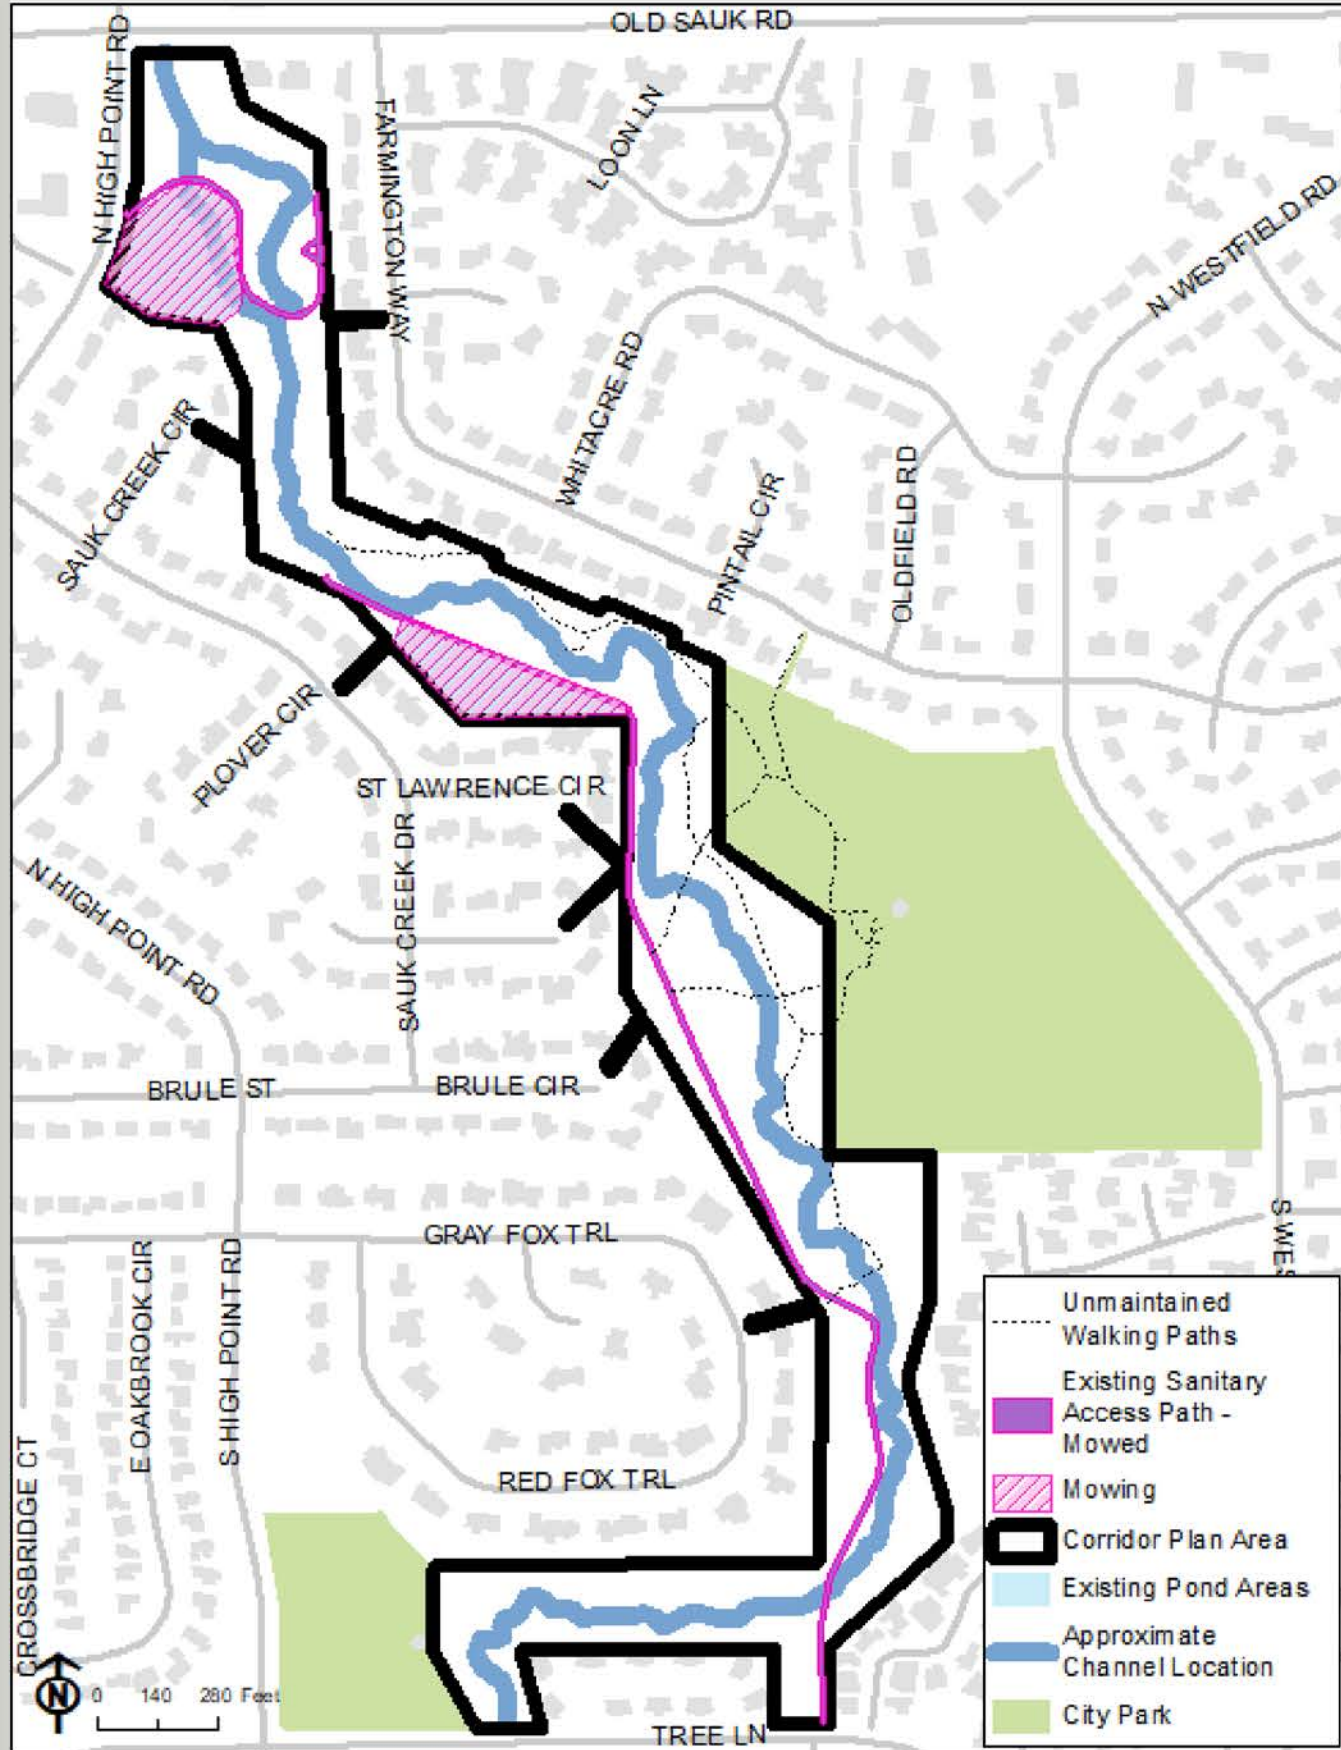 OLD SAUK RD
N HIGH POINT RD
FARMINGTON WAY
LOON LN
N WESTFIELD RD
WHITACRE RD
SAUK CREEK CIR
PINTAIL CIR
OLDFIELD RD
PLOVER CIR
ST LAWRENCE CIR
SAUK CREEK DR
N HIGH POINT RD
BRULE ST
BRULE CIR
GRAY FOX TRL
S WES
E OAKBROOK CIR
S HIGH POINT RD
RED FOX TRL
CROSSBRIDGE CT
TREE LN
N
0 140 280 Feet
Unmaintained
Walking Paths
Existing Sanitary
Access Path -
Mowed
Mowing
Corridor Plan Area
Existing Pond Areas
Approximate
Channel Location
City Park